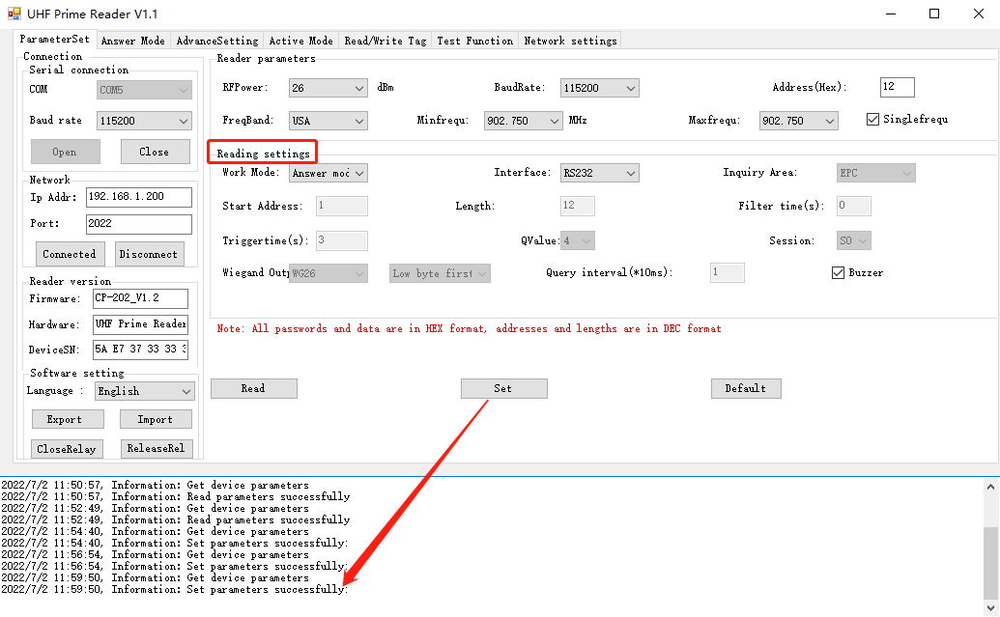 UHF Prime Reader V1.1
ParameterSet Answer Mode AdvanceSetting Active Mode Read/Write Tag Test Function Network settings
Connection
Serial connection
COM COM5
Baud rate 115200
Open Close
Network
Ip Addr: 192.168.1.200
Port: 2022
Connected Disconnect
Reader version
Firmware: CP-202_V1.2
Hardware: UHF Prime Reader
DeviceSN: 5A E7 37 33 33 3
Software setting
Language : English
Export Import
CloseRelay ReleaseRel
Reader parameters
RFPower: 26 dBm BaudRate: 115200 Address(Hex): 12
FreqBand: USA Minfrequ: 902.750 MHz Maxfrequ: 902.750 Singlefrequ
Reading settings
Work Mode: Answer mod Interface: RS232 Inquiry Area: EPC
Start Address: 1 Length: 12 Filter time(s): 0
Triggertime(s): 3 QValue: 4 Session: S0
Wiegand Outp WG26 Low byte first Query interval(*10ms): 1 Buzzer
Note: All passwords and data are in HEX format, addresses and lengths are in DEC format
Read Set Default
2022/7/2 11:50:57, Information: Get device parameters
2022/7/2 11:50:57, Information: Read parameters successfully
2022/7/2 11:52:49, Information: Get device parameters
2022/7/2 11:52:49, Information: Read parameters successfully
2022/7/2 11:54:40, Information: Get device parameters
2022/7/2 11:54:40, Information: Set parameters successfully:
2022/7/2 11:56:54, Information: Get device parameters
2022/7/2 11:56:54, Information: Set parameters successfully:
2022/7/2 11:59:50, Information: Get device parameters
2022/7/2 11:59:50, Information: Set parameters successfully: